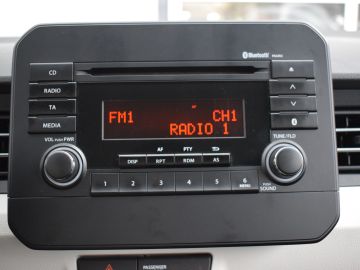 Bluetooth
CD
RADIO
TA
MEDIA
FM1 CH1
RADIO 1
VOL PUSH PWR
TUNE/FLD
AF PTY
DISP RPT RDM AS
1 2 3 4 5 6
MENU
PUSH
SOUND
PASSENGER